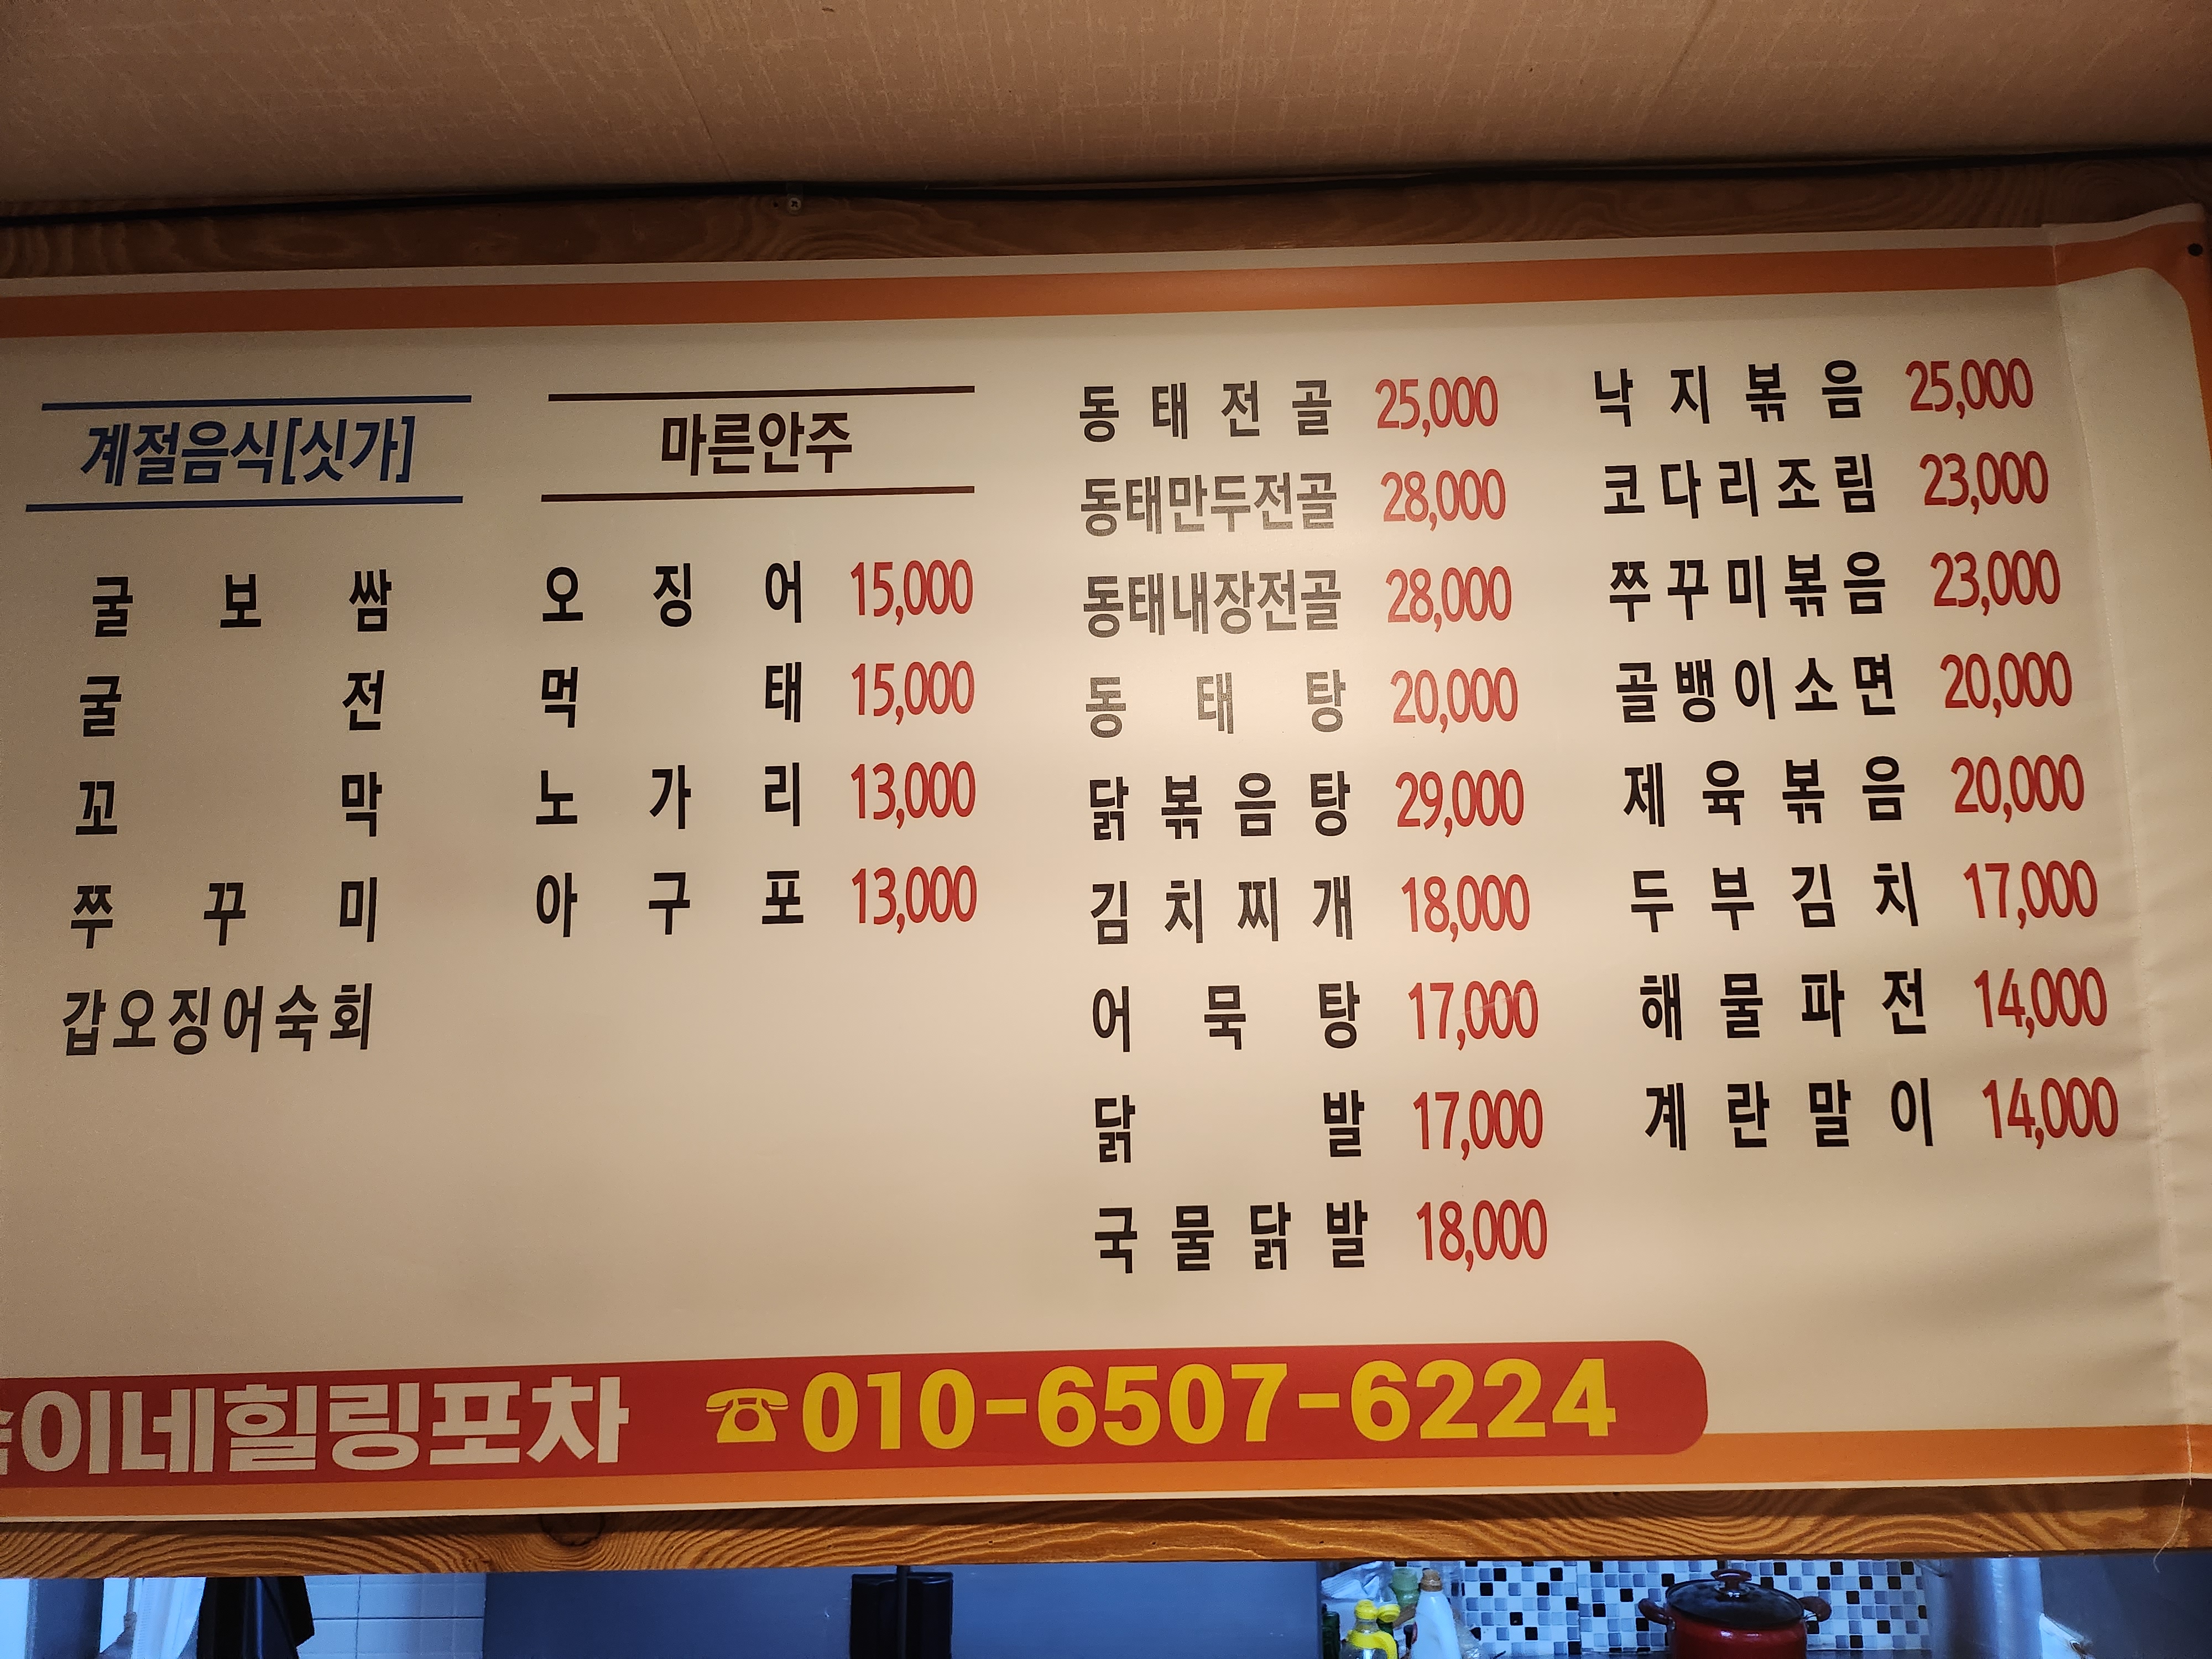 계절음식[싯가]
굴보쌈
굴전
꼬막
쭈꾸미
갑오징어숙회
마른안주
오징어 15,000
먹태 15,000
노가리 13,000
아구포 13,000
동태전골 25,000
동태만두전골 28,000
동태내장전골 28,000
동태탕 20,000
닭볶음탕 29,000
김치찌개 18,000
어묵탕 17,000
닭발 17,000
국물닭발 18,000
낙지볶음 25,000
코다리조림 23,000
쭈꾸미볶음 23,000
골뱅이소면 20,000
제육볶음 20,000
두부김치 17,000
해물파전 14,000
계란말이 14,000
이네힐링포차 ☎010-6507-6224